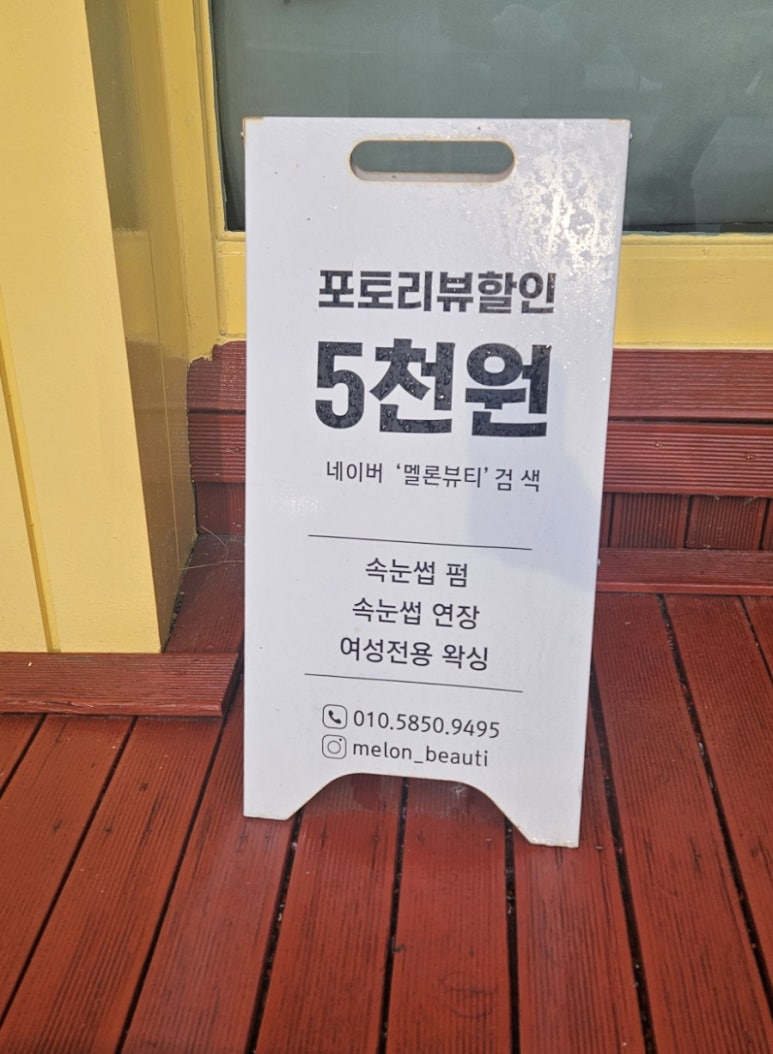 포토리뷰할인
5천원
네이버 '멜론뷰티' 검색
속눈썹 펌
속눈썹 연장
여성전용 왁싱
010.5850.9495
melon_beauti